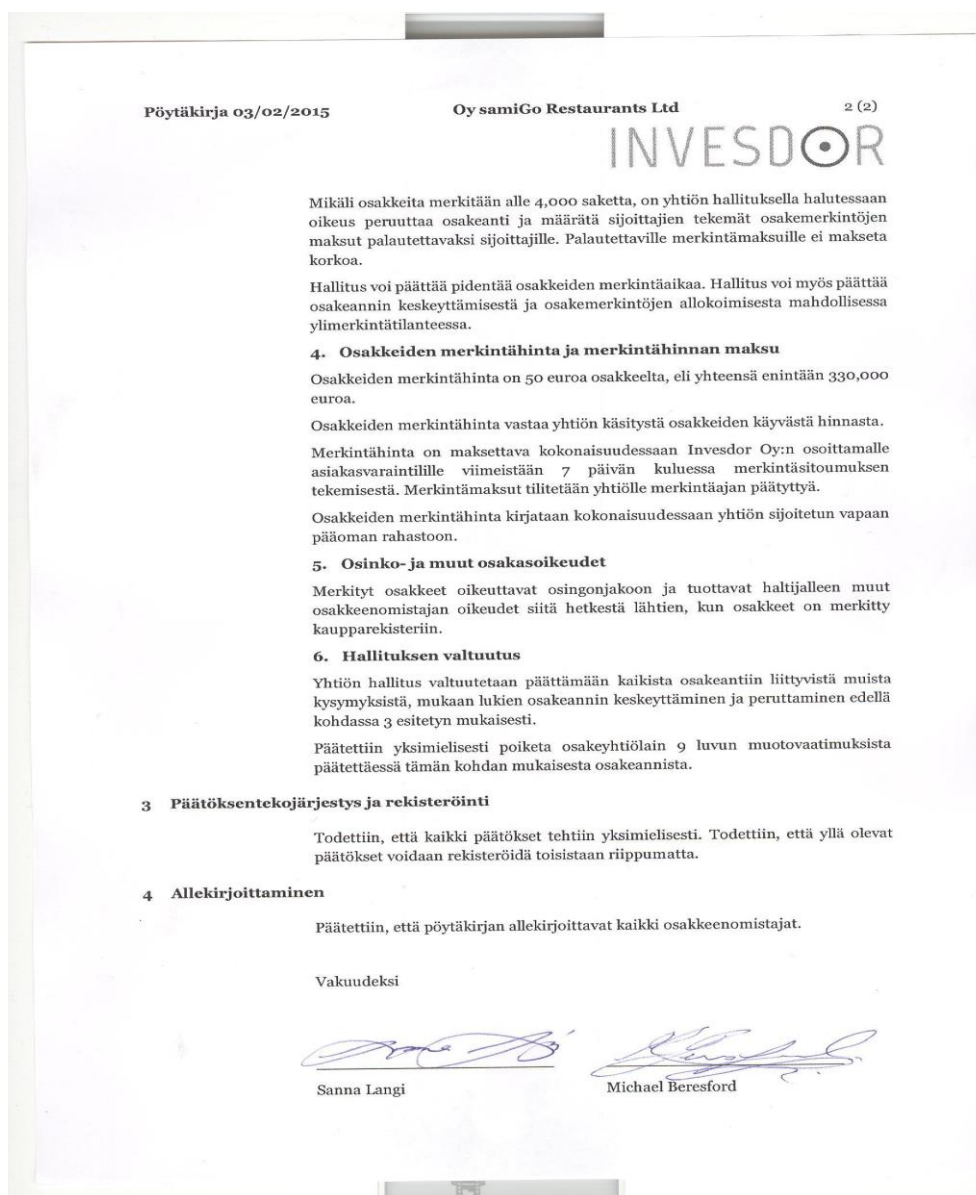 Pöytäkirja 03/02/2015 Oy samiGo Restaurants Ltd 2 (2)
INVESDOR
Mikäli osakkeita merkitään alle 4,000 saketta, on yhtiön hallituksella halutessaan
oikeus peruuttaa osakeanti ja määrätä sijoittajien tekemät osakemerkintöjen
maksut palautettavaksi sijoittajille. Palautettaville merkintämaksuille ei makseta
korkoa.
Hallitus voi päättää pidentää osakkeiden merkintäaikaa. Hallitus voi myös päättää
osakeannin keskeyttämisestä ja osakemerkintöjen allokoimisesta mahdollisessa
ylimerkintätilanteessa.
4. Osakkeiden merkintähinta ja merkintähinnan maksu
Osakkeiden merkintähinta on 50 euroa osakkeelta, eli yhteensä enintään 330,000
euroa.
Osakkeiden merkintähinta vastaa yhtiön käsitystä osakkeiden käyvästä hinnasta.
Merkintähinta on maksettava kokonaisuudessaan Invesdor Oy:n osoittamalle
asiakasvaraintilille viimeistään 7 päivän kuluessa merkintäsitoumuksen
tekemisestä. Merkintämaksut tilitetään yhtiölle merkintäajan päätyttyä.
Osakkeiden merkintähinta kirjataan kokonaisuudessaan yhtiön sijoitetun vapaan
pääoman rahastoon.
5. Osinko- ja muut osakasoikeudet
Merkityt osakkeet oikeuttavat osingonjakoon ja tuottavat haltijalleen muut
osakkeenomistajan oikeudet siitä hetkestä lähtien, kun osakkeet on merkitty
kaupparekisteriin.
6. Hallituksen valtuutus
Yhtiön hallitus valtuutetaan päättämään kaikista osakeantiin liittyvistä muista
kysymyksistä, mukaan lukien osakeannin keskeyttäminen ja peruttaminen edellä
kohdassa 3 esitetyn mukaisesti.
Päätettiin yksimielisesti poiketa osakeyhtiölain 9 luvun muotovaatimuksista
päätettäessä tämän kohdan mukaisesta osakeannista.
3 Päätöksentekojärjestys ja rekisteröinti
Todettiin, että kaikki päätökset tehtiin yksimielisesti. Todettiin, että yllä olevat
päätökset voidaan rekisteröidä toisistaan riippumatta.
4 Allekirjoittaminen
Päätettiin, että pöytäkirjan allekirjoittavat kaikki osakkeenomistajat.
Vakuudeksi
Sanna Langi Michael Beresford